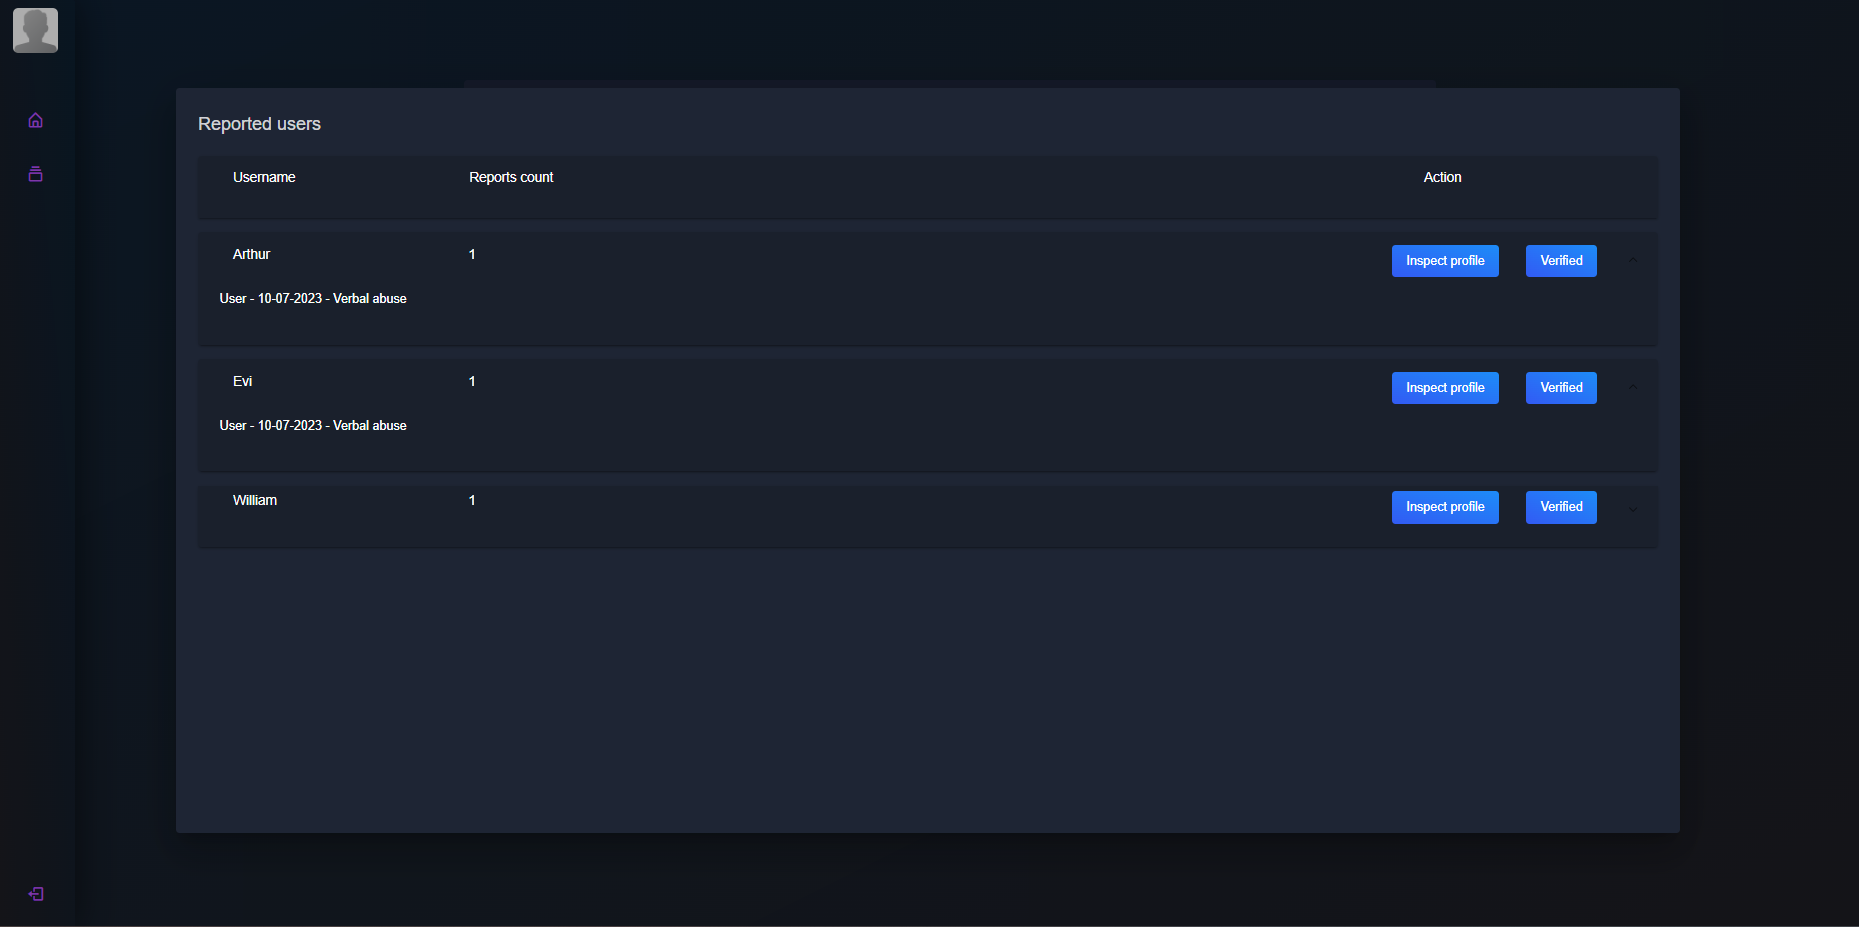 Reported users
Username Reports count Action
Arthur 1 Inspect profile Verified
User - 10-07-2023 - Verbal abuse
Evi 1 Inspect profile Verified
User - 10-07-2023 - Verbal abuse
William 1 Inspect profile Verified